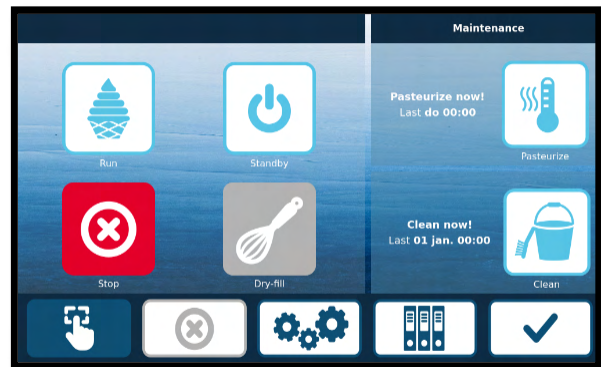 Maintenance
Pasteurize now!
Last do 00:00
Run
Standby
Pasteurize
Clean now!
Last 01 jan. 00:00
Stop
Dry-fill
Clean